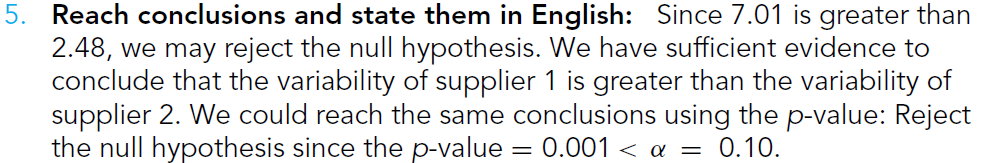 5. Reach conclusions and state them in English: Since 7.01 is greater than
2.48, we may reject the null hypothesis. We have sufficient evidence to
conclude that the variability of supplier 1 is greater than the variability of
supplier 2. We could reach the same conclusions using the p-value: Reject
the null hypothesis since the p-value = 0.001 < α = 0.10.